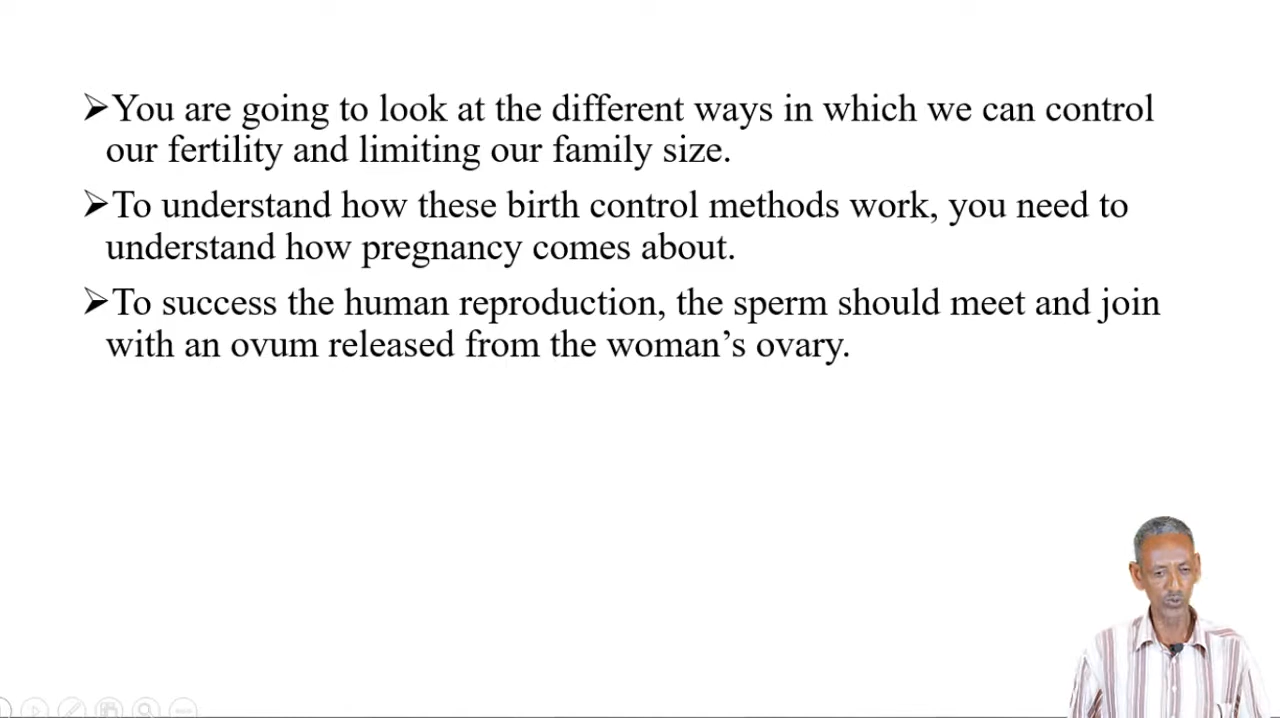 ➢You are going to look at the different ways in which we can control
our fertility and limiting our family size.
➢To understand how these birth control methods work, you need to
understand how pregnancy comes about.
➢To success the human reproduction, the sperm should meet and join
with an ovum released from the woman’s ovary.